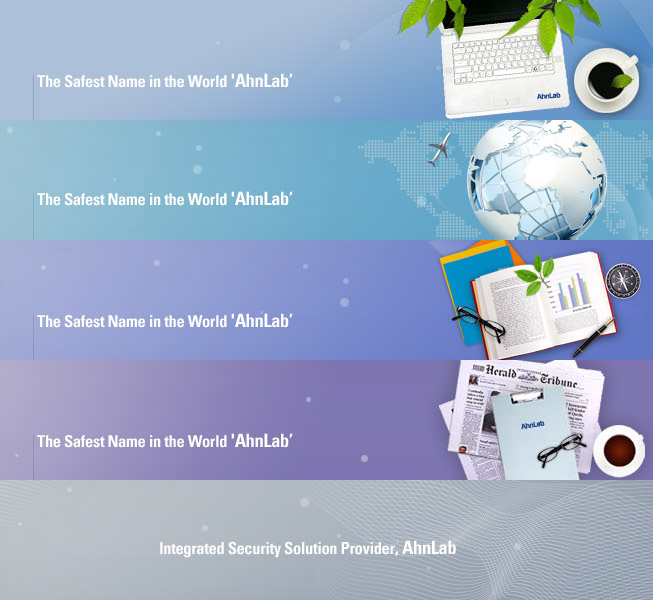 The Safest Name in the World 'AhnLab'
AhnLab
The Safest Name in the World 'AhnLab'
The Safest Name in the World 'AhnLab'
The Safest Name in the World 'AhnLab'
Herald Tribune
AhnLab
Integrated Security Solution Provider, AhnLab